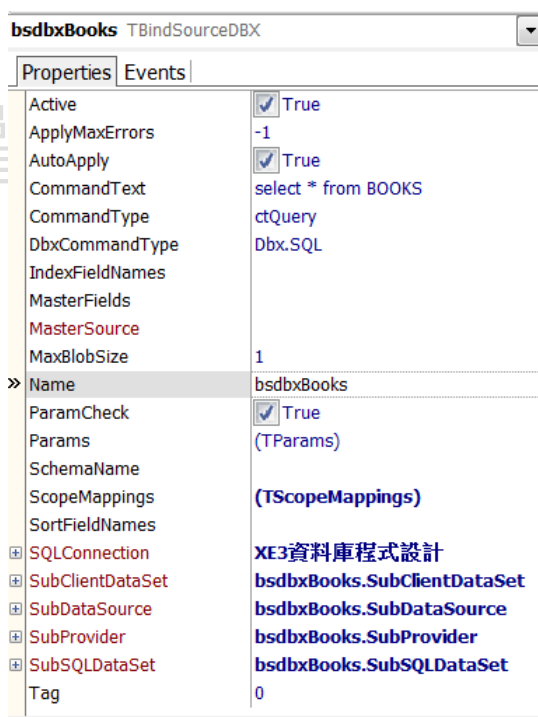 bsdbxBooks TBindSourceDBX
Properties Events
Active True
ApplyMaxErrors -1
AutoApply True
CommandText select * from BOOKS
CommandType ctQuery
DbxCommandType Dbx.SQL
IndexFieldNames
MasterFields
MasterSource
MaxBlobSize 1
Name bsdbxBooks
ParamCheck True
Params (TParams)
SchemaName
ScopeMappings (TScopeMappings)
SortFieldNames
SQLConnection XE3資料庫程式設計
SubClientDataSet bsdbxBooks.SubClientDataSet
SubDataSource bsdbxBooks.SubDataSource
SubProvider bsdbxBooks.SubProvider
SubSQLDataSet bsdbxBooks.SubSQLDataSet
Tag 0